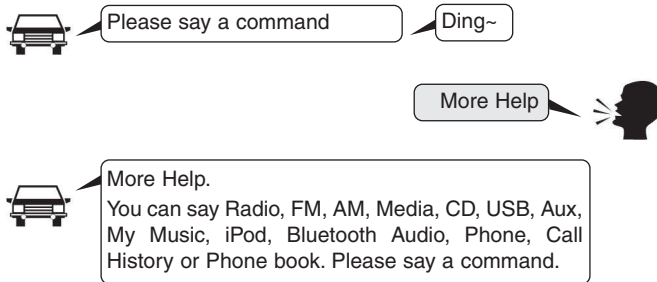 Please say a command
Ding~
More Help
More Help.
You can say Radio, FM, AM, Media, CD, USB, Aux,
My Music, iPod, Bluetooth Audio, Phone, Call
History or Phone book. Please say a command.